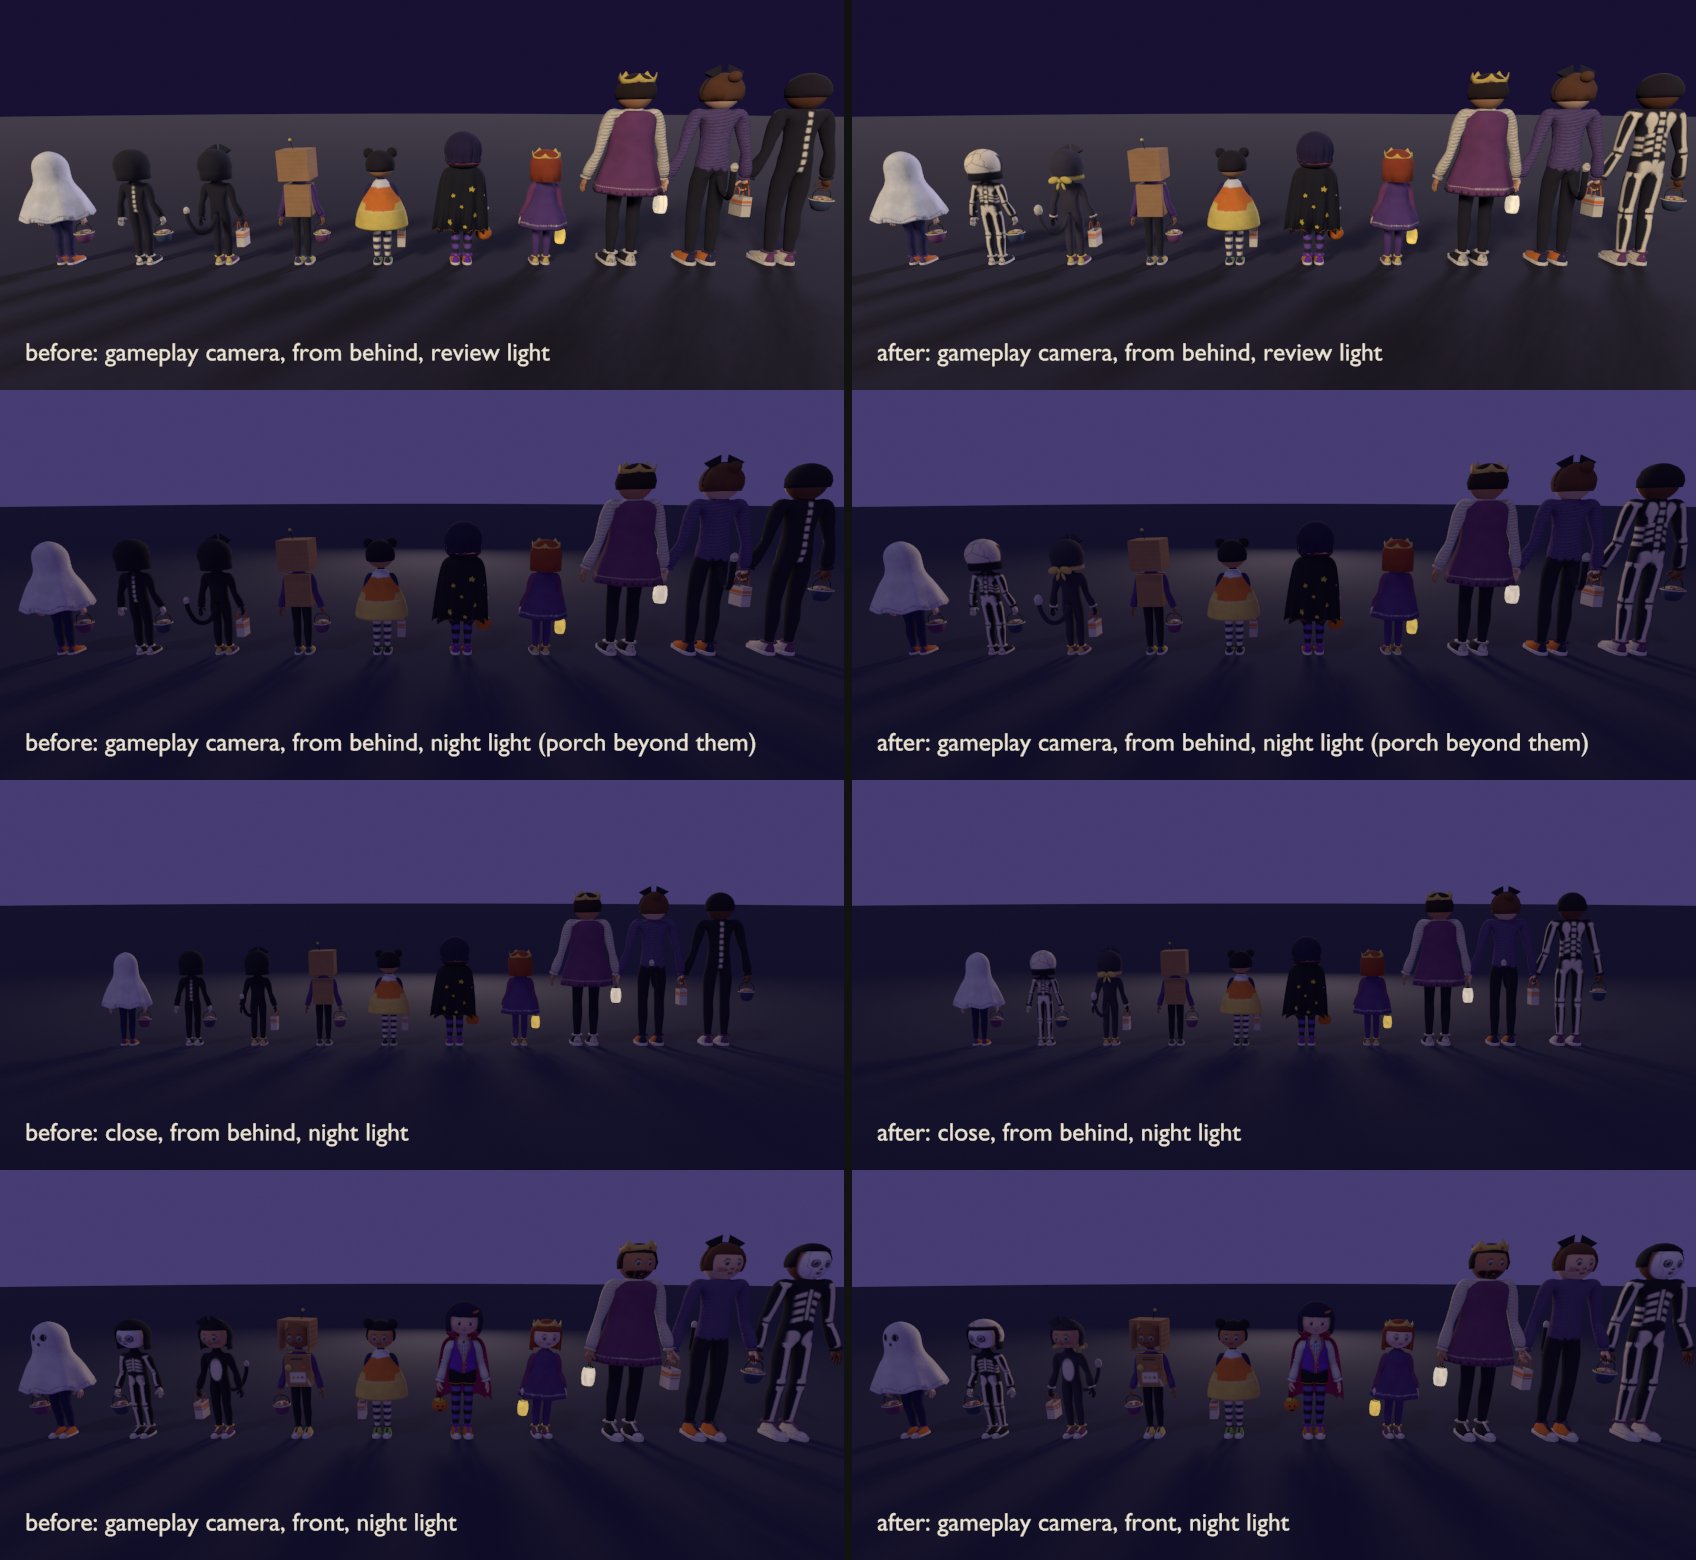 before: gameplay camera, from behind, review light
after: gameplay camera, from behind, review light
before: gameplay camera, from behind, night light (porch beyond them)
after: gameplay camera, from behind, night light (porch beyond them)
before: close, from behind, night light
after: close, from behind, night light
before: gameplay camera, front, night light
after: gameplay camera, front, night light